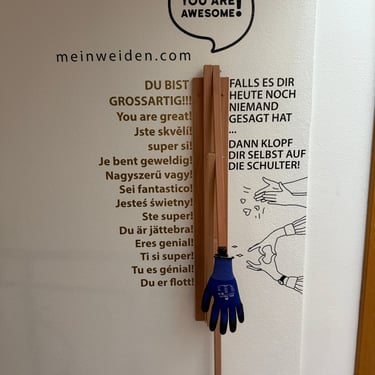 YOU ARE
AWESOME!
meinweiden.com
DU BIST
GROSSARTIG!!!
You are great!
Jste skvělí!
super si!
Je bent geweldig!
Nagyszerű vagy!
Sei fantastico!
Jesteś świetny!
Ste super!
Du är jättebra!
Eres genial!
Ti si super!
Tu es génial!
Du er flott!
FALLS ES DIR
HEUTE NOCH
NIEMAND
GESAGT HAT
...
DANN KLOPF
DIR SELBST AUF
DIE SCHULTER!